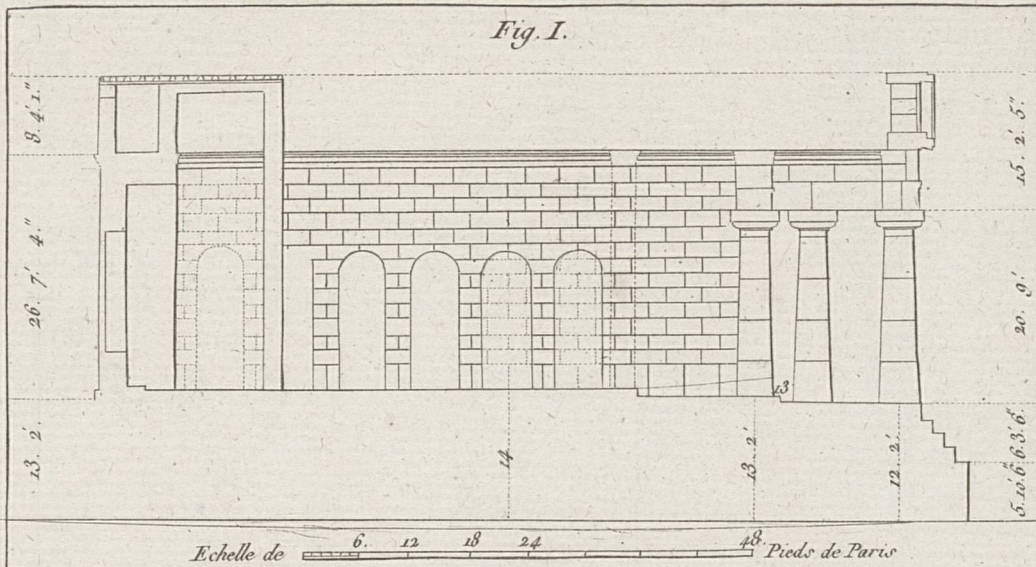 Fig. I.
8. 4.' 1."
26. 7.' 4."
13. 2.'
15. 2.' 5."
20. 9.'
6. 3.' 6."
5. 10.' 6."
13
14
13. 2.'
12. 2.'
Echelle de 6. 12 18 24 48. Pieds de Paris